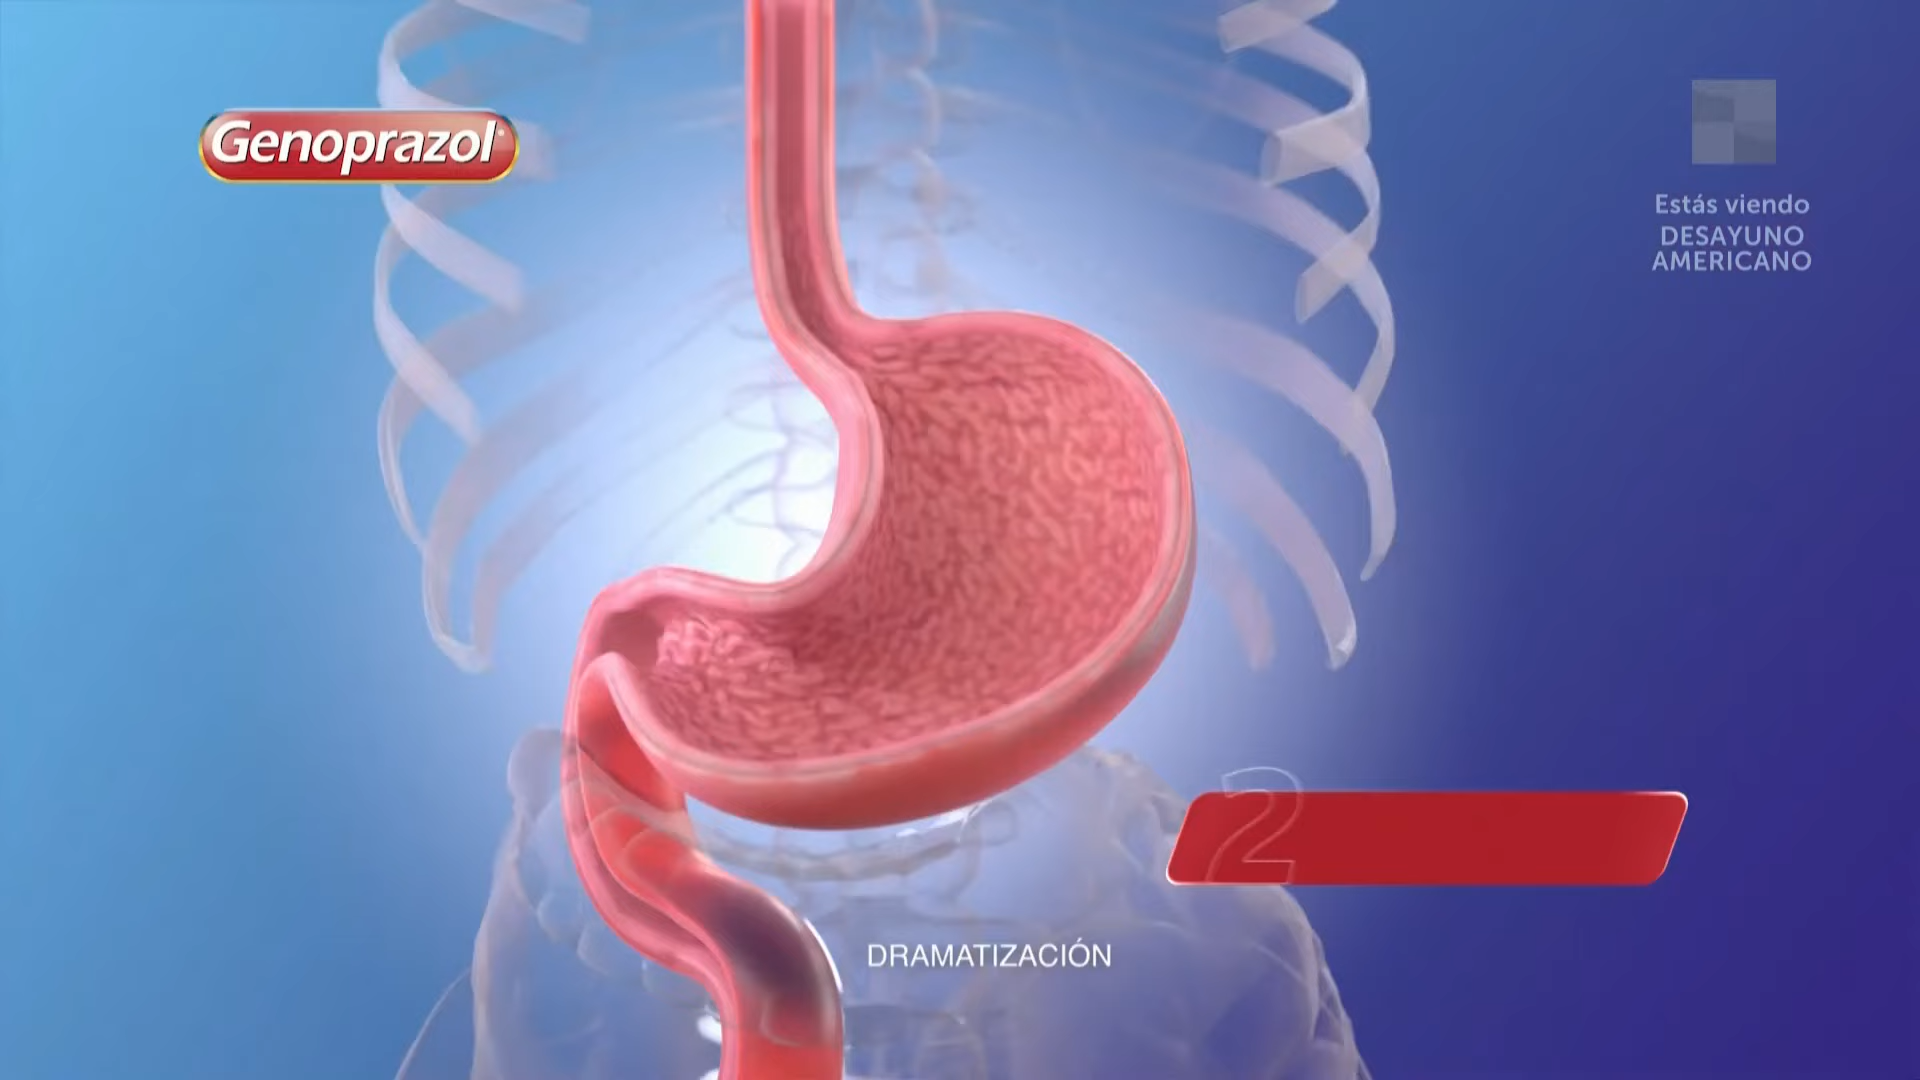 Genoprazol
Estás viendo
DESAYUNO
AMERICANO
2
DRAMATIZACIÓN